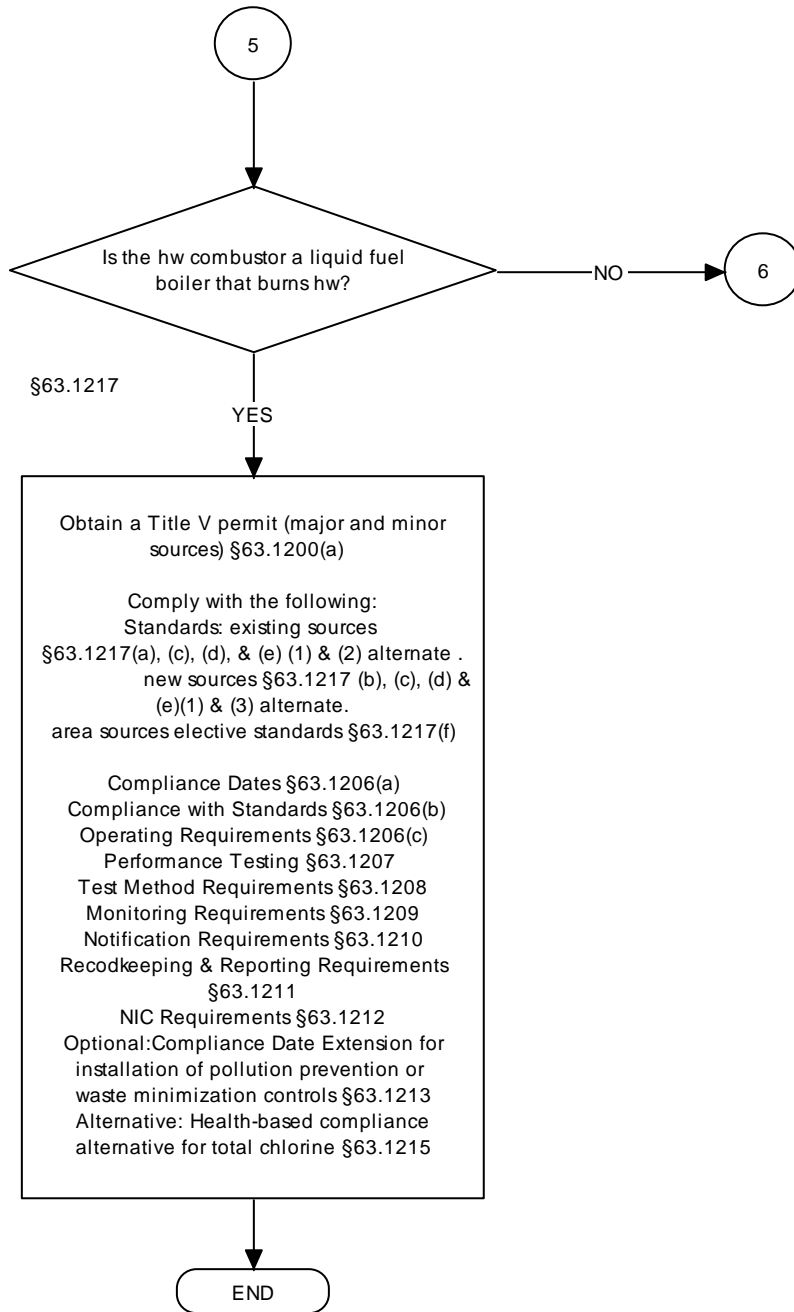 5
Is the hw combustor a liquid fuel
boiler that burns hw?
NO
6
§63.1217
YES
Obtain a Title V permit (major and minor
sources) §63.1200(a)
Comply with the following:
Standards: existing sources
§63.1217(a), (c), (d), & (e) (1) & (2) alternate .
new sources §63.1217 (b), (c), (d) &
(e)(1) & (3) alternate.
area sources elective standards §63.1217(f)
Compliance Dates §63.1206(a)
Compliance with Standards §63.1206(b)
Operating Requirements §63.1206(c)
Performance Testing §63.1207
Test Method Requirements §63.1208
Monitoring Requirements §63.1209
Notification Requirements §63.1210
Recodkeeping & Reporting Requirements
§63.1211
NIC Requirements §63.1212
Optional:Compliance Date Extension for
installation of pollution prevention or
waste minimization controls §63.1213
Alternative: Health-based compliance
alternative for total chlorine §63.1215
END